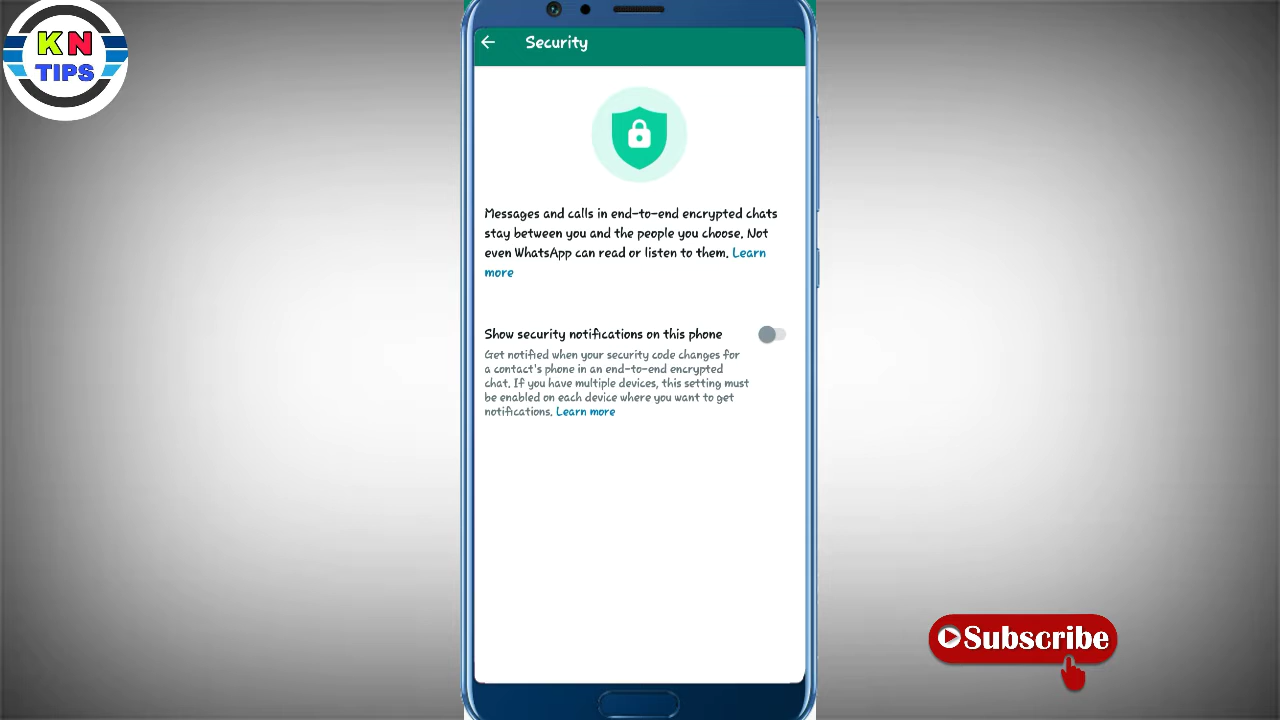 KN
TIPS
Security
Messages and calls in end-to-end encrypted chats
stay between you and the people you choose. Not
even WhatsApp can read or listen to them. Learn
more
Show security notifications on this phone
Get notified when your security code changes for
a contact's phone in an end-to-end encrypted
chat. If you have multiple devices, this setting must
be enabled on each device where you want to get
notifications. Learn more
Subscribe